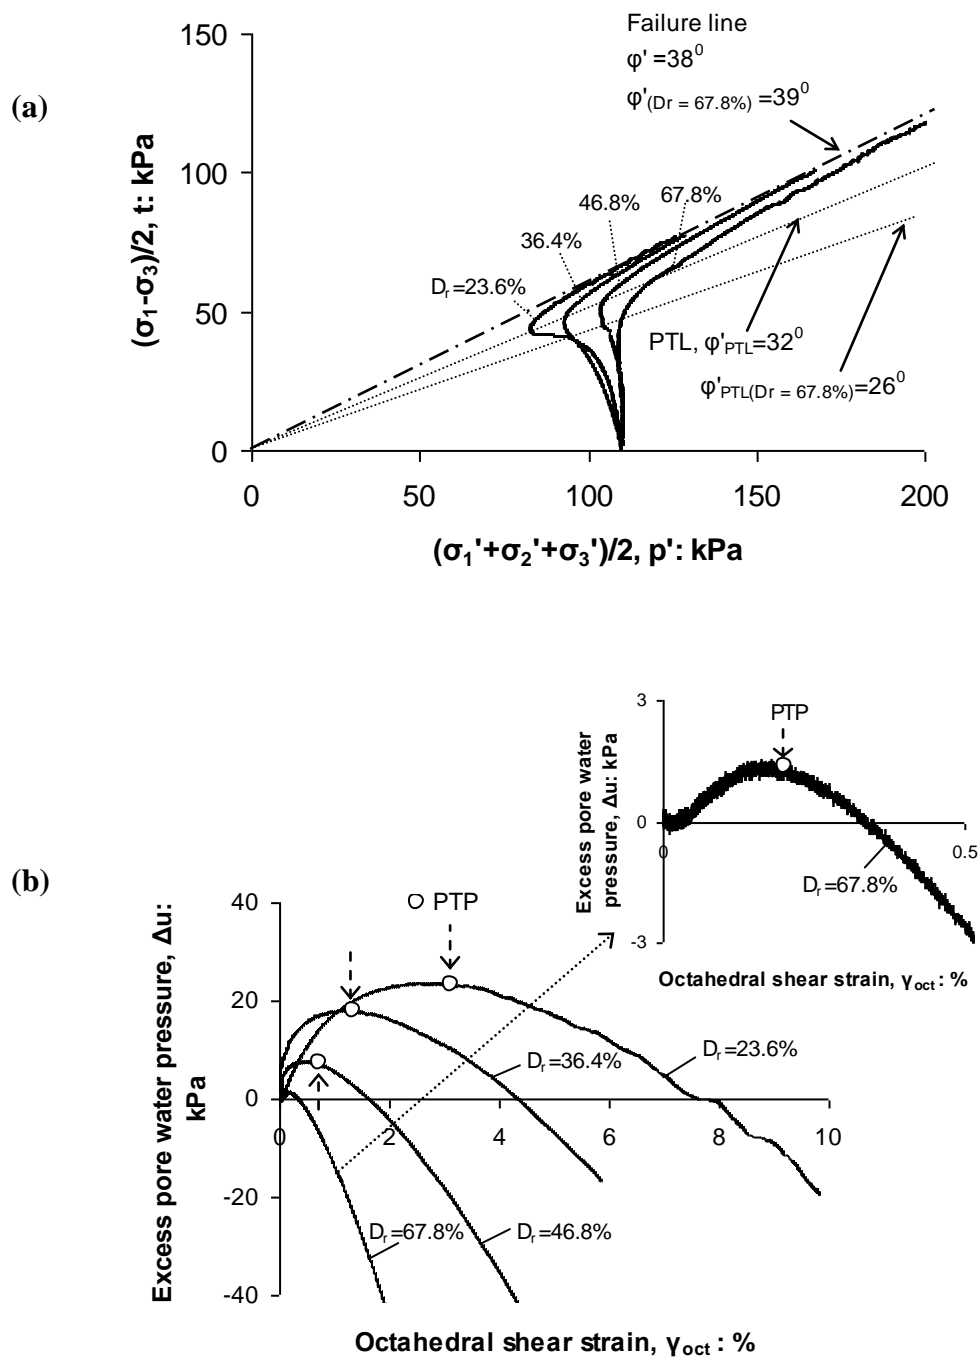 (a)
150
100
50
0
(σ₁-σ₃)/2, t: kPa
Failure line
φ' =38⁰
φ'(Dr = 67.8%) =39⁰
67.8%
46.8%
36.4%
Dᵣ=23.6%
PTL, φ'PTL=32⁰
φ'PTL(Dr = 67.8%)=26⁰
0 50 100 150 200
(σ₁'+σ₂'+σ₃')/2, p': kPa
3
0
-3
Excess pore water
pressure, Δu: kPa
PTP
0 0.5
Dᵣ=67.8%
Octahedral shear strain, γoct : %
(b)
40
20
0
-20
-40
Excess pore water pressure, Δu:
kPa
PTP
Dᵣ=23.6%
Dᵣ=36.4%
0 2 4 6 8 10
Dᵣ=67.8%
Dᵣ=46.8%
Octahedral shear strain, γoct : %